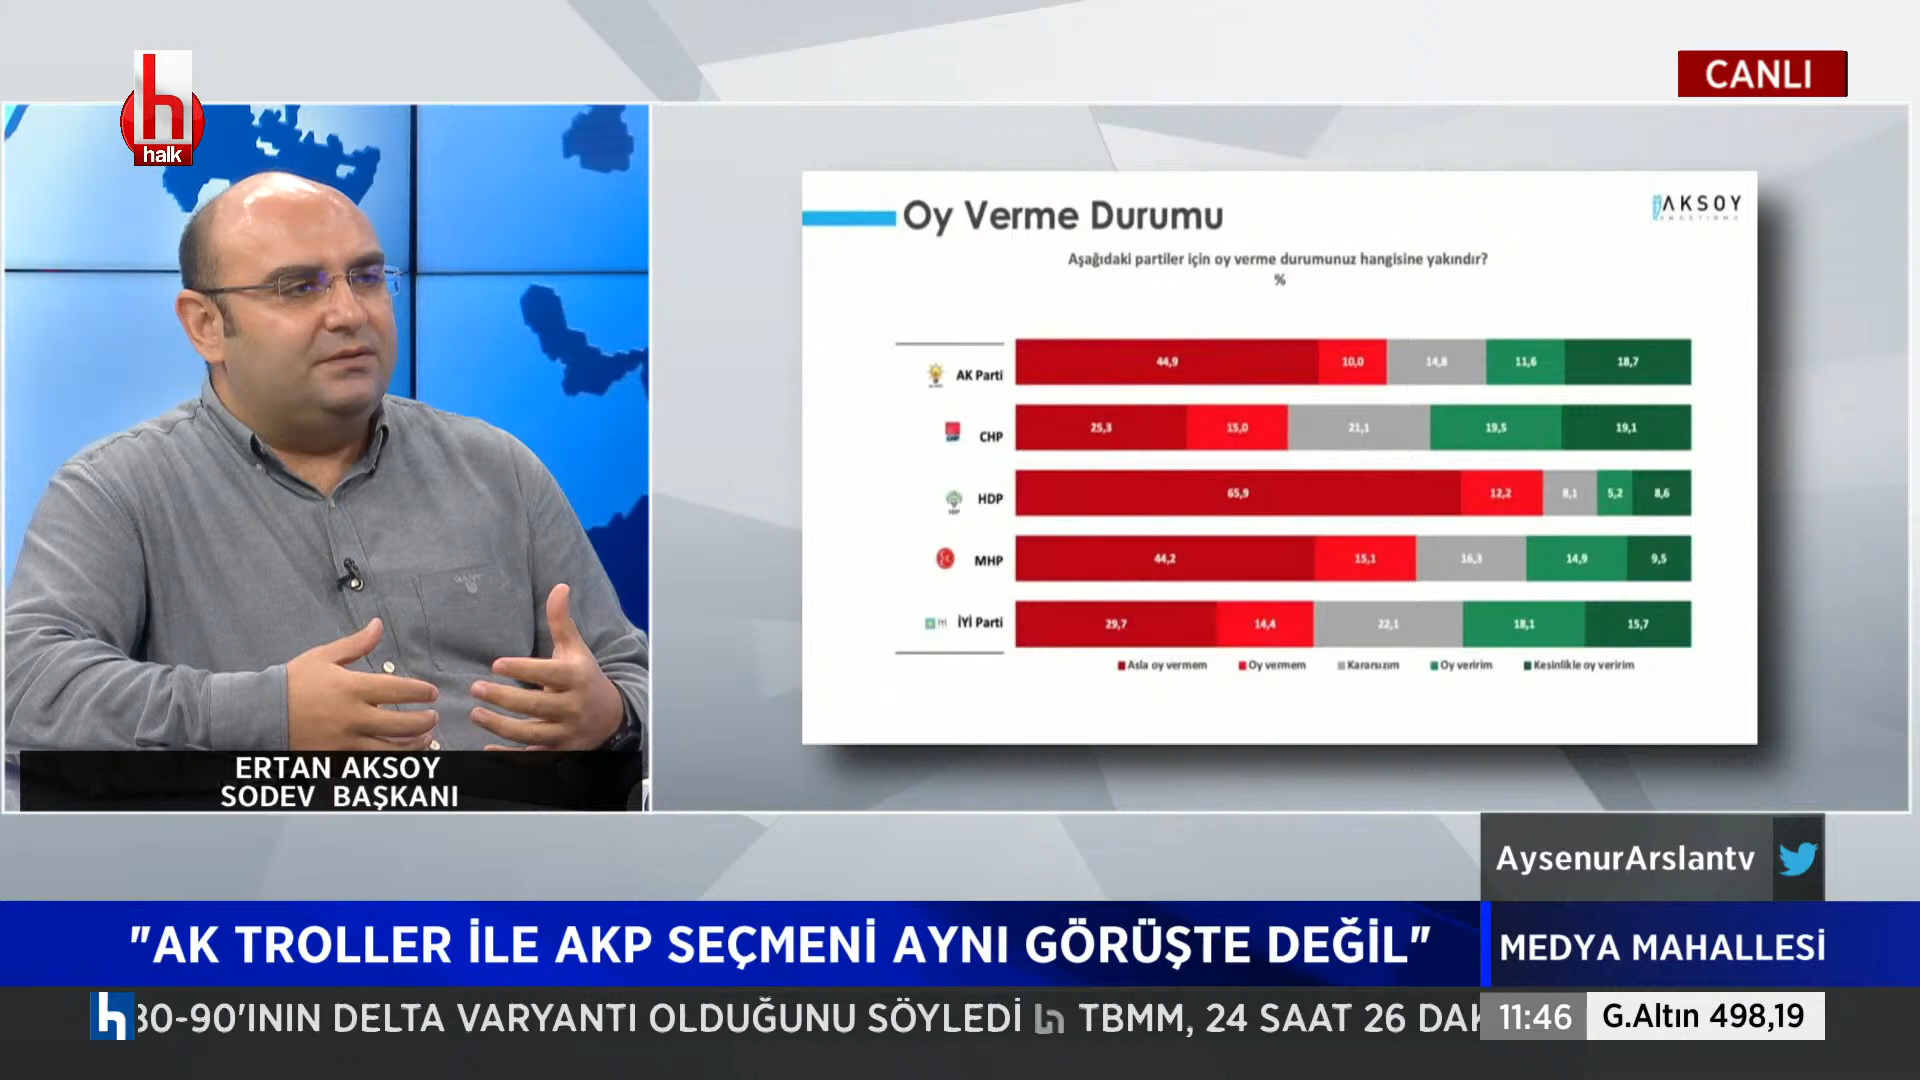 h
halk
CANLI
Oy Verme Durumu
AKSOY
ARAŞTIRMA
Aşağıdaki partiler için oy verme durumunuz hangisine yakındır?
%
AK Parti 44,9 10,0 14,8 11,6 18,7
CHP 25,3 15,0 21,1 19,5 19,1
HDP 65,9 12,2 8,1 5,2 8,6
MHP 44,2 15,1 16,3 14,9 9,5
İYİ Parti 29,7 14,4 22,1 18,1 15,7
Asla oy vermem Oy vermem Kararsızım Oy veririm Kesinlikle oy veririm
ERTAN AKSOY
SODEV BAŞKANI
AysenurArslantv
"AK TROLLER İLE AKP SEÇMENİ AYNI GÖRÜŞTE DEĞİL"
MEDYA MAHALLESİ
h 80-90'ININ DELTA VARYANTI OLDUĞUNU SÖYLEDİ h TBMM, 24 SAAT 26 DAK
11:46 G.Altın 498,19